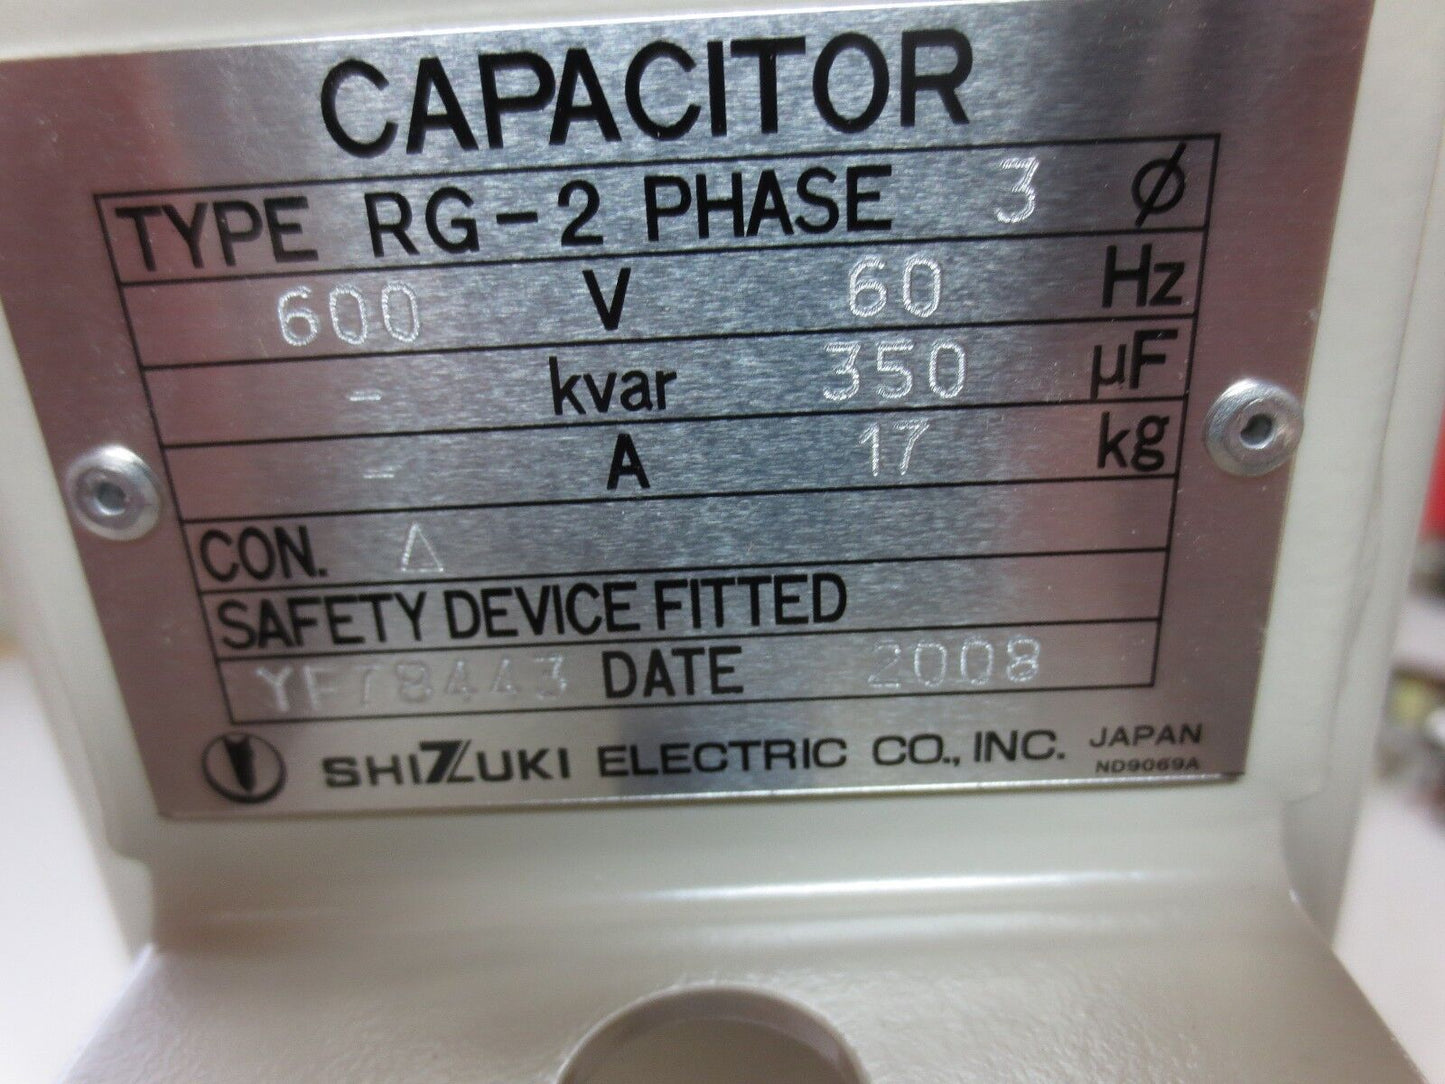 CAPACITOR
TYPE RG-2 PHASE 3 ϕ
600 V 60 Hz
- kvar 350 µF
- A 17 kg
CON. Δ
SAFETY DEVICE FITTED
YF78443 DATE 2008
SHIZUKI ELECTRIC CO., INC. JAPAN
ND9069A